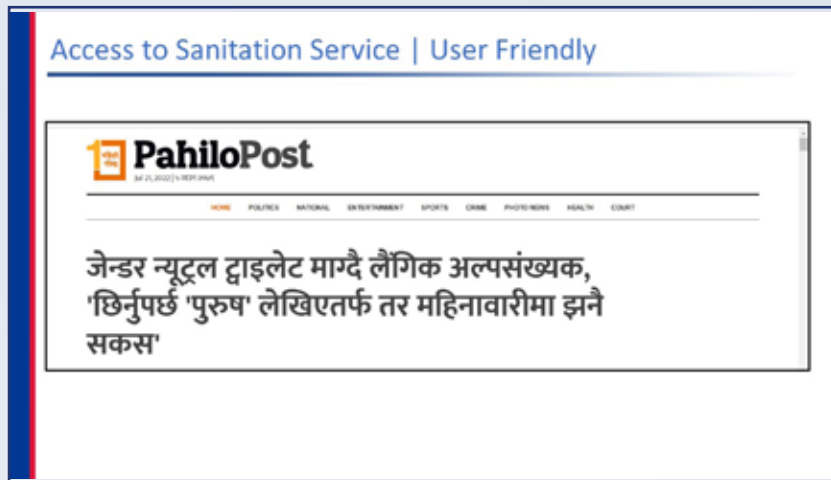 Access to Sanitation Service | User Friendly
PahiloPost
HOME POLITICS NATIONAL ENTERTAINMENT SPORTS CRIME PHOTO NEWS HEALTH COURT
जेन्डर न्यूट्रल ट्वाइलेट माग्दै लैंगिक अल्पसंख्यक,
'छिर्नुपर्छ 'पुरुष' लेखिएतर्फ तर महिनावारीमा झनै
सकस'